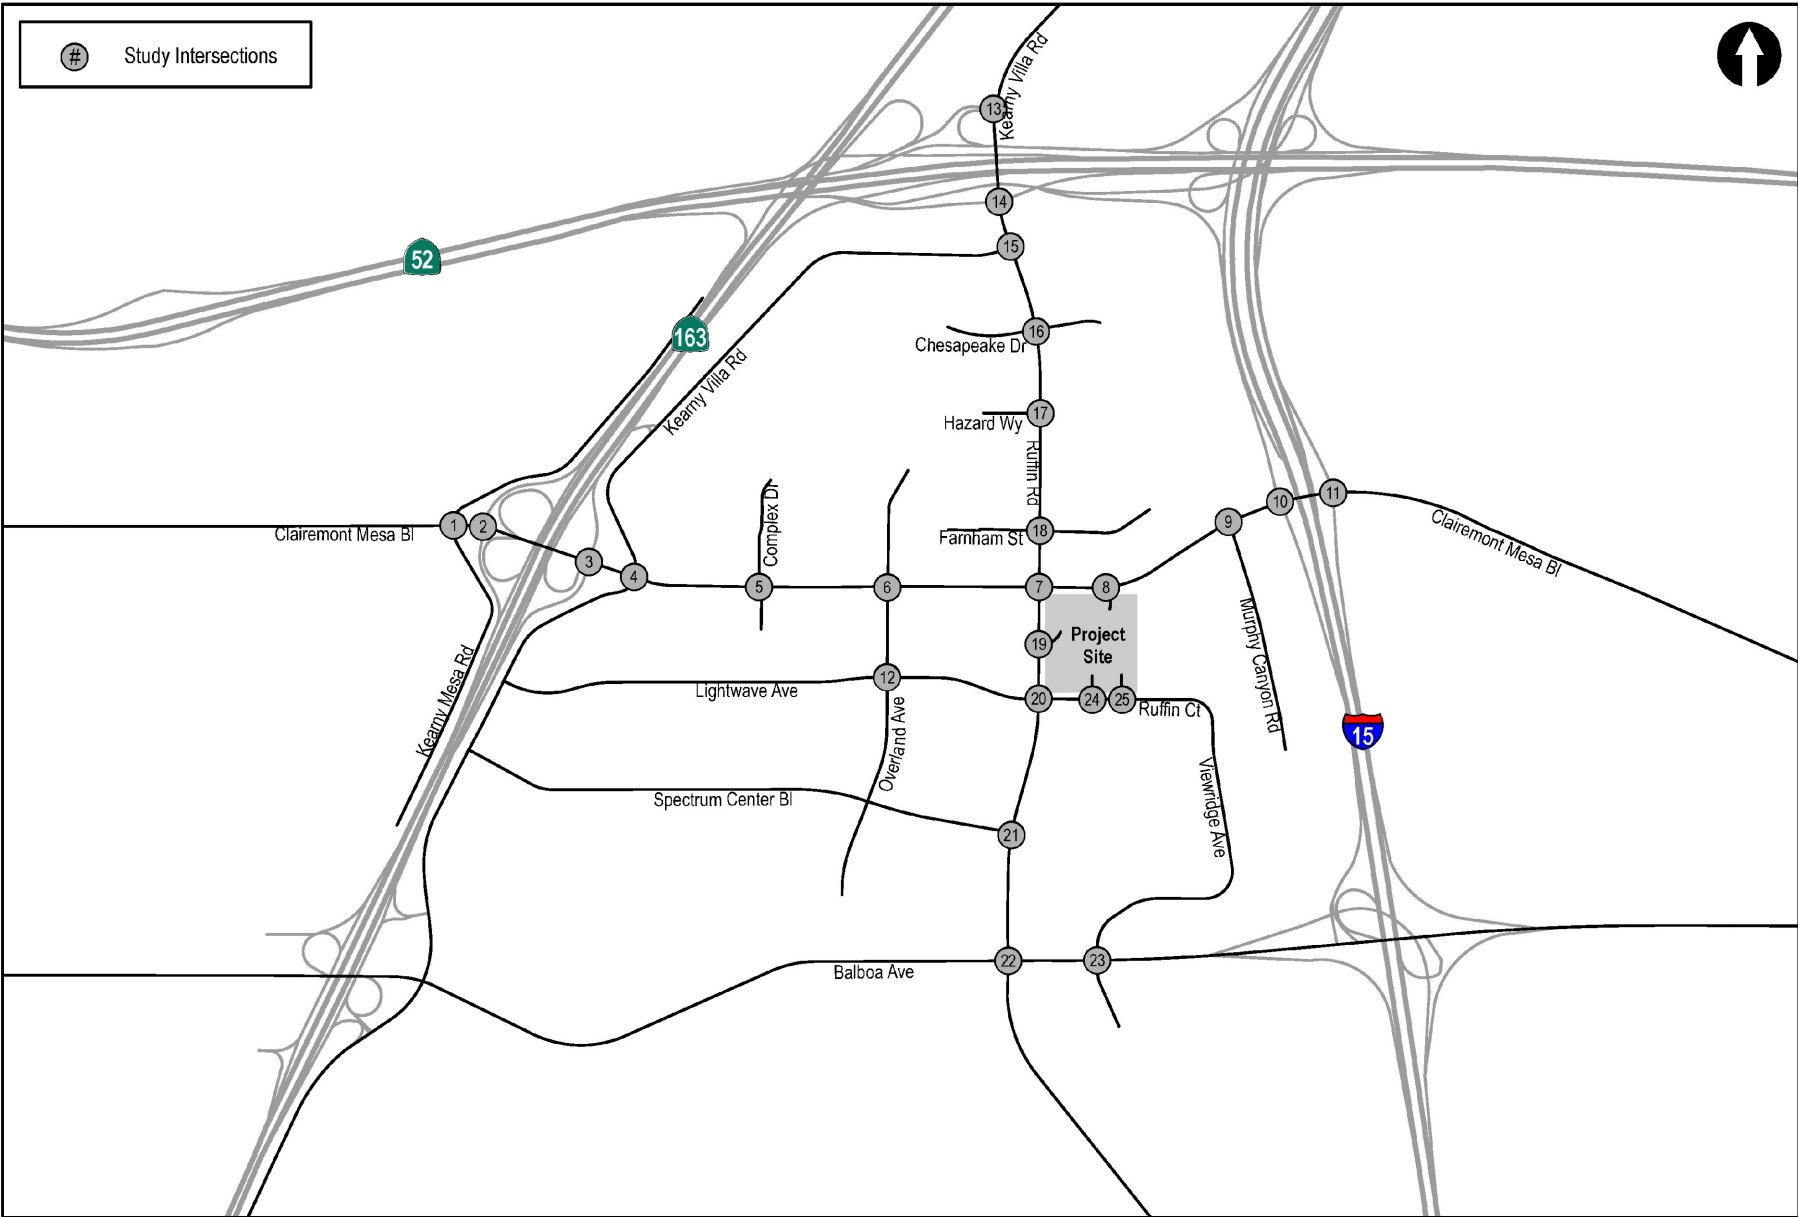 # Study Intersections
Kearny Villa Rd
13
14
52
15
163
16
Chesapeake Dr
Kearny Villa Rd
17
Hazard Wy
Ruffin Rd
11
10
9
1
2
Clairemont Mesa Bl
Clairemont Mesa Bl
Complex Dr
18
Farnham St
3
4
5
6
7
8
Murphy Canyon Rd
19
Project
Site
Kearny Mesa Rd
12
Lightwave Ave
20
24
25
Ruffin Ct
Overland Ave
15
Spectrum Center Bl
Viewridge Ave
21
22
23
Balboa Ave